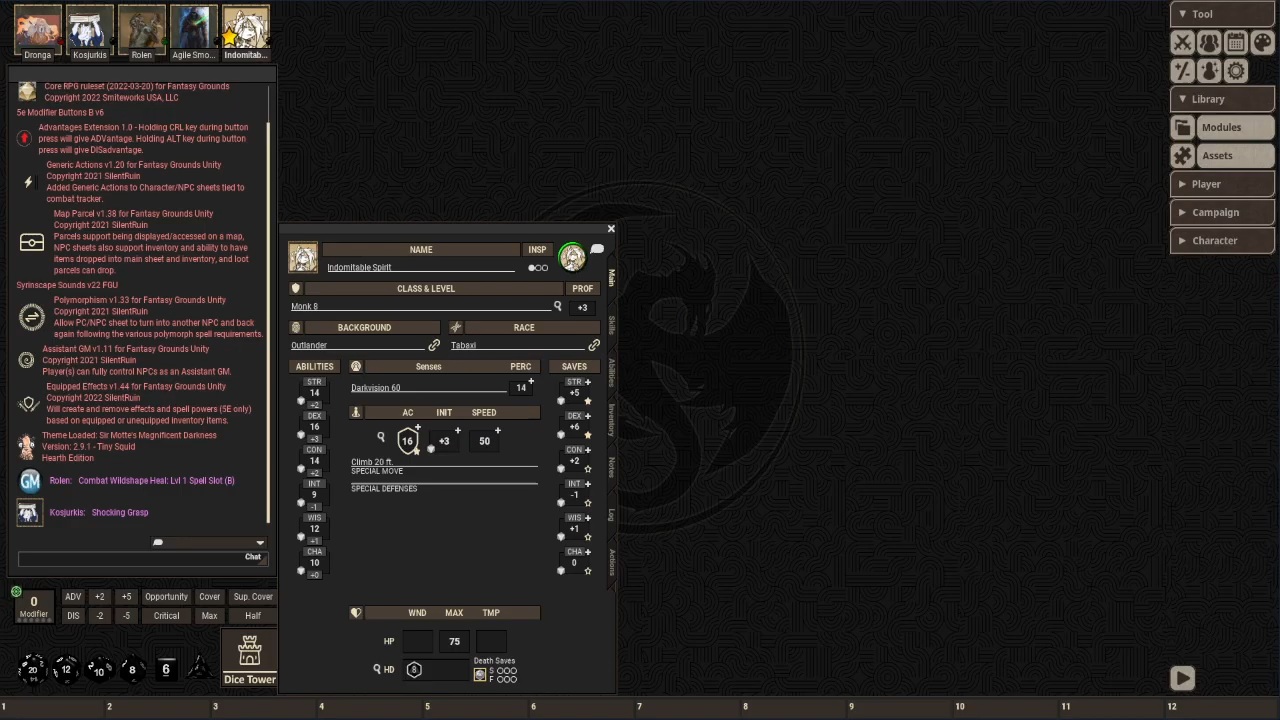 Dronga
Kosjurkis
Rolen
Agile Smo...
Indomitab...
Core RPG ruleset (2022-03-20) for Fantasy Grounds
Copyright 2022 Smiteworks USA, LLC
5e Modifier Buttons B v6
Advantages Extension 1.0 - Holding CRL key during button
press will give ADVantage. Holding ALT key during button
press will give DISadvantage.
Generic Actions v1.20 for Fantasy Grounds Unity
Copyright 2021 SilentRuin
Added Generic Actions to Character/NPC sheets tied to
combat tracker.
Map Parcel v1.38 for Fantasy Grounds Unity
Copyright 2021 SilentRuin
Parcels support being displayed/accessed on a map,
NPC sheets also support inventory and ability to have
items dropped into main sheet and inventory, and loot
parcels can drop.
Syrinscape Sounds v22 FGU
Polymorphism v1.33 for Fantasy Grounds Unity
Copyright 2021 SilentRuin
Allow PC/NPC sheet to turn into another NPC and back
again following the various polymorph spell requirements.
Assistant GM v1.11 for Fantasy Grounds Unity
Copyright 2021 SilentRuin
Player(s) can fully control NPCs as an Assistant GM.
Equipped Effects v1.44 for Fantasy Grounds Unity
Copyright 2022 SilentRuin
Will create and remove effects and spell powers (5E only)
based on equipped or unequipped inventory items.
Theme Loaded: Sir Motte's Magnificent Darkness
Version: 2.9.1 - Tiny Squid
Hearth Edition
GM Rolen: Combat Wildshape Heal: Lvl 1 Spell Slot (B)
Kosjurkis: Shocking Grasp
Chat
0
Modifier
ADV +2 +5 Opportunity Cover Sup. Cover
DIS -2 -5 Critical Max Half
20 12 10 8 6
Dice Tower
NAME INSP
Indomitable Spirit
CLASS & LEVEL PROF
Monk 8 +3
BACKGROUND RACE
Outlander Tabaxi
ABILITIES Senses PERC SAVES
Darkvision 60 14
STR
14
+2
DEX
16
+3
CON
14
+2
INT
9
-1
WIS
12
+1
CHA
10
+0
AC INIT SPEED
16 +3 50
Climb 20 ft.
SPECIAL MOVE
SPECIAL DEFENSES
STR
+5
DEX
+6
CON
+2
INT
-1
WIS
+1
CHA
0
WND MAX TMP
HP 75
HD 8
Death Saves
S
F
Main
Skills
Abilities
Inventory
Notes
Log
Actions
Tool
Library
Modules
Assets
Player
Campaign
Character
1 2 3 4 5 6 7 8 9 10 11 12